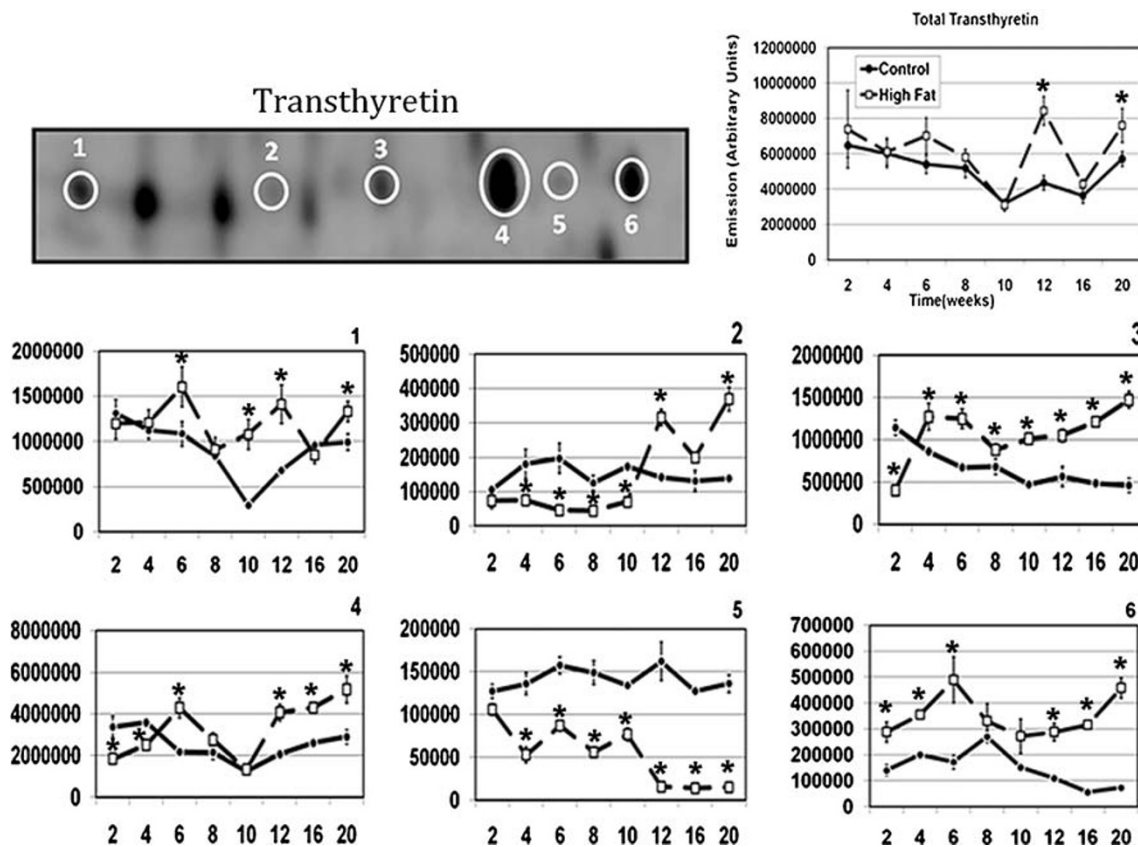 Transthyretin
1 2 3 4 5 6
Total Transthyretin
Emission (Arbitrary Units)
12000000
10000000
8000000
6000000
4000000
2000000
0
Control
High Fat
* *
2 4 6 8 10 12 16 20
Time(weeks)
1
2000000
1500000
1000000
500000
0
* * * *
2 4 6 8 10 12 16 20
2
500000
400000
300000
200000
100000
0
* * * * * *
2 4 6 8 10 12 16 20
3
2000000
1500000
1000000
500000
0
* * * * * * * *
2 4 6 8 10 12 16 20
4
8000000
6000000
4000000
2000000
0
* * * * * *
2 4 6 8 10 12 16 20
5
200000
150000
100000
50000
0
* * * * * * *
2 4 6 8 10 12 16 20
6
700000
600000
500000
400000
300000
200000
100000
0
* * * * * *
2 4 6 8 10 12 16 20